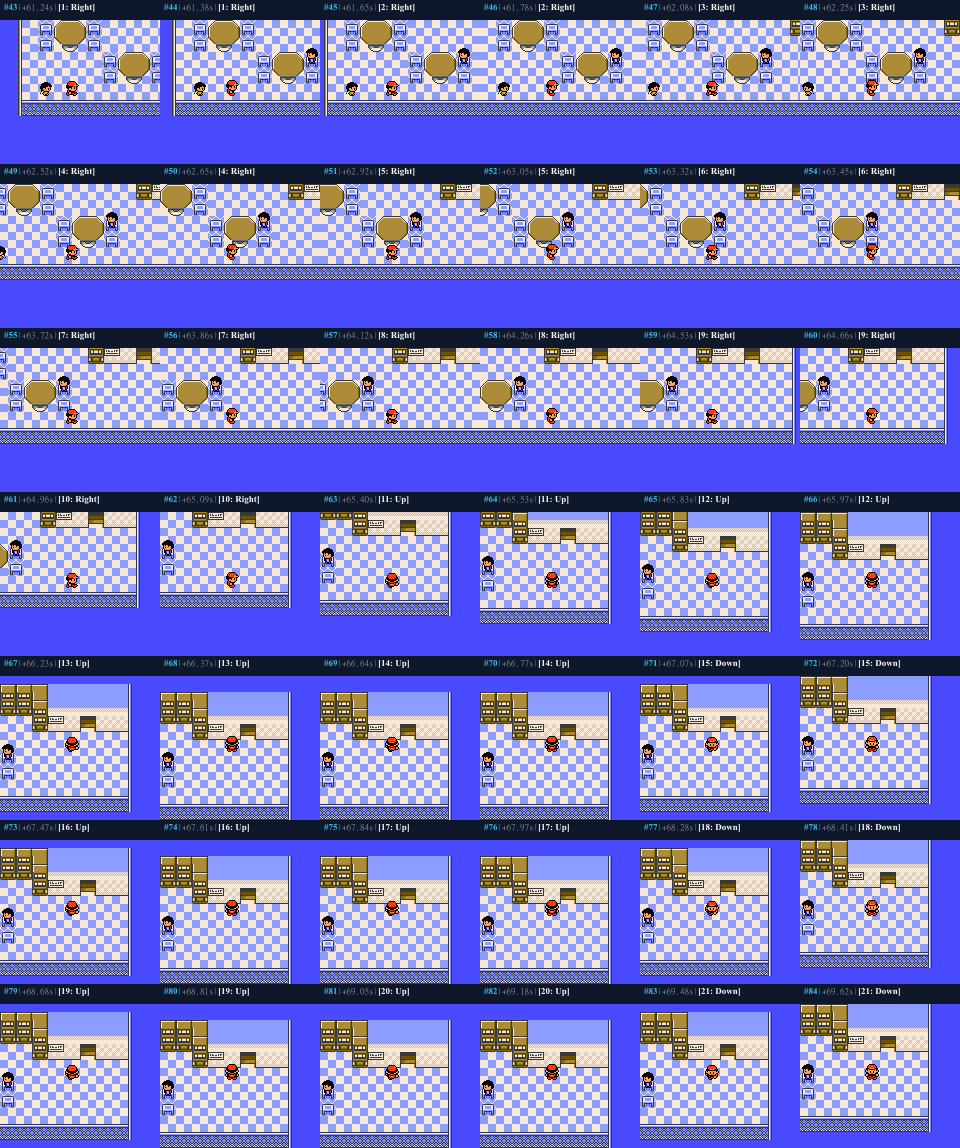 #43|+61.24s| [1: Right] #44|+61.38s| [1: Right] #45|+61.65s| [2: Right] #46|+61.78s| [2: Right] #47|+62.08s| [3: Right] #48|+62.25s| [3: Right]
#49|+62.52s| [4: Right] #50|+62.65s| [4: Right] #51|+62.92s| [5: Right] #52|+63.05s| [5: Right] #53|+63.32s| [6: Right] #54|+63.45s| [6: Right]
#55|+63.72s| [7: Right] #56|+63.86s| [7: Right] #57|+64.12s| [8: Right] #58|+64.26s| [8: Right] #59|+64.53s| [9: Right] #60|+64.66s| [9: Right]
#61|+64.96s| [10: Right] #62|+65.09s| [10: Right] #63|+65.40s| [11: Up] #64|+65.53s| [11: Up] #65|+65.83s| [12: Up] #66|+65.97s| [12: Up]
#67|+66.23s| [13: Up] #68|+66.37s| [13: Up] #69|+66.64s| [14: Up] #70|+66.77s| [14: Up] #71|+67.07s| [15: Down] #72|+67.20s| [15: Down]
#73|+67.47s| [16: Up] #74|+67.61s| [16: Up] #75|+67.84s| [17: Up] #76|+67.97s| [17: Up] #77|+68.28s| [18: Down] #78|+68.41s| [18: Down]
#79|+68.68s| [19: Up] #80|+68.81s| [19: Up] #81|+69.05s| [20: Up] #82|+69.18s| [20: Up] #83|+69.48s| [21: Down] #84|+69.62s| [21: Down]